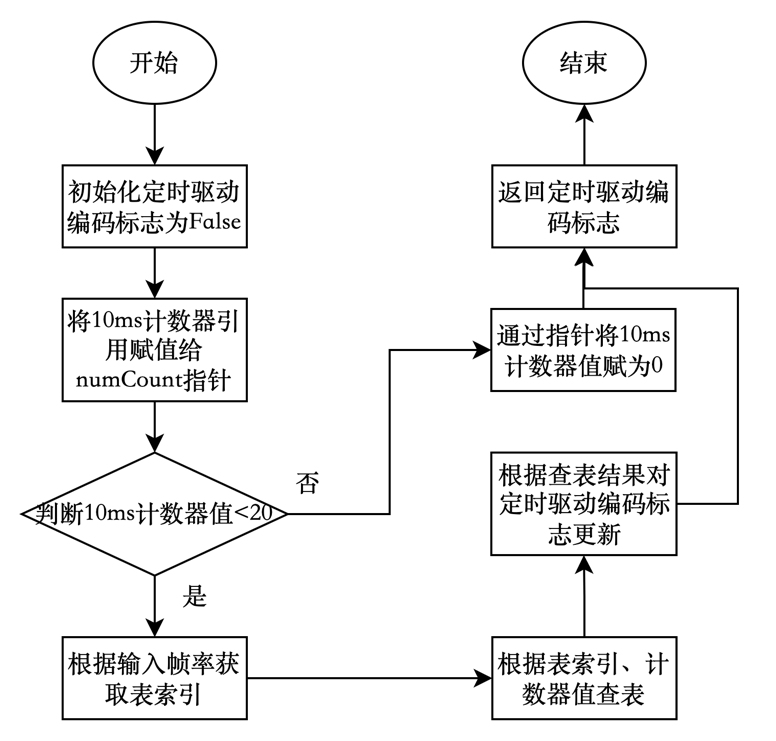 开始
初始化定时驱动
编码标志为False
将10ms计数器引
用赋值给
numCount指针
判断10ms计数器值<20
否
是
根据输入帧率获
取表索引
根据表索引、计
数器值查表
根据查表结果对
定时驱动编码标
志更新
通过指针将10ms
计数器值赋为0
返回定时驱动编
码标志
结束